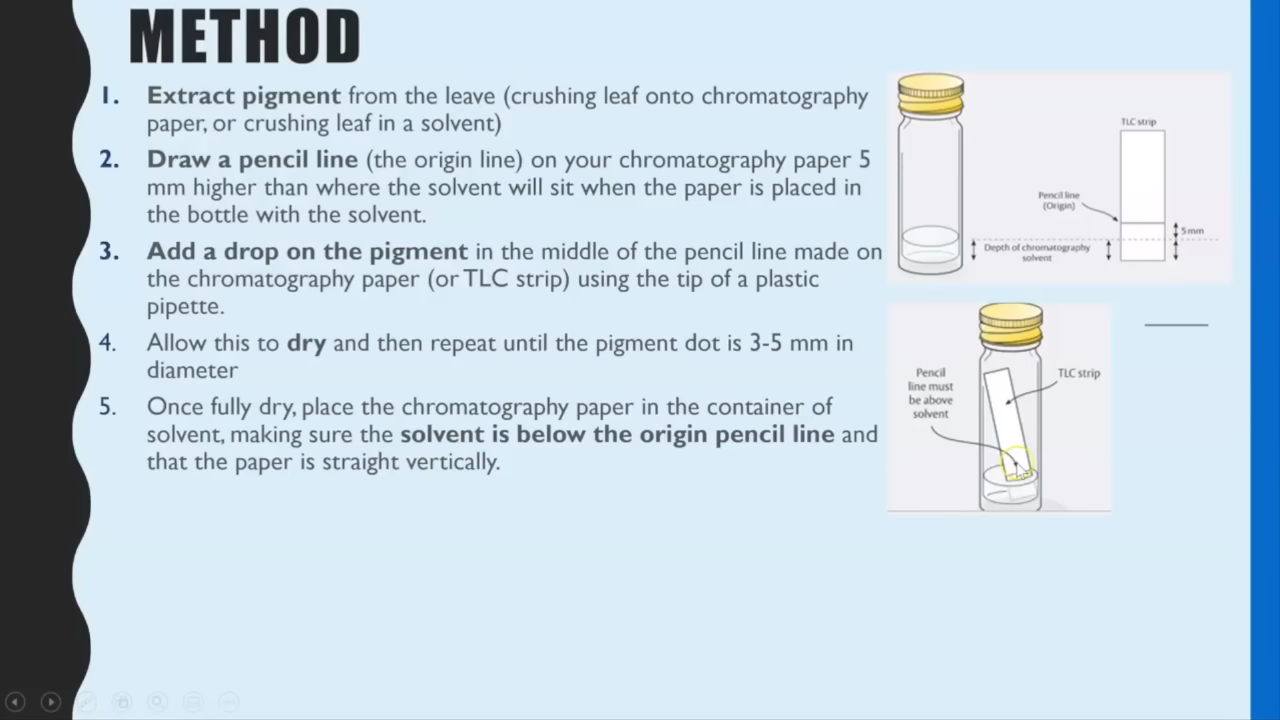 METHOD
1. Extract pigment from the leave (crushing leaf onto chromatography
paper, or crushing leaf in a solvent)
2. Draw a pencil line (the origin line) on your chromatography paper 5
mm higher than where the solvent will sit when the paper is placed in
the bottle with the solvent.
3. Add a drop on the pigment in the middle of the pencil line made on
the chromatography paper (or TLC strip) using the tip of a plastic
pipette.
4. Allow this to dry and then repeat until the pigment dot is 3-5 mm in
diameter
5. Once fully dry, place the chromatography paper in the container of
solvent, making sure the solvent is below the origin pencil line and
that the paper is straight vertically.
TLC strip
Pencil line
(Origin)
5 mm
Depth of chromatography
solvent
Pencil
line must
be above
solvent
TLC strip